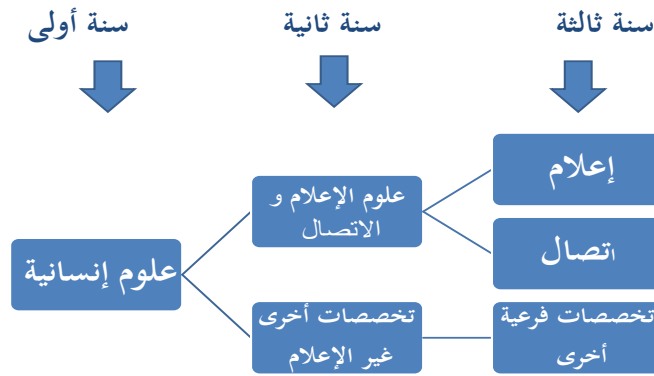 سنة أولى
سنة ثانية
سنة ثالثة
علوم إنسانية
علوم الإعلام و
الاتصال
تخصصات أخرى
غير الإعلام
إعلام
اتصال
تخصصات فرعية
أخرى